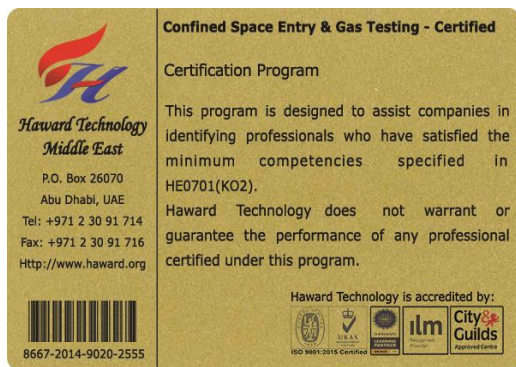 Haward Technology
Middle East
P.O. Box 26070
Abu Dhabi, UAE
Tel: +971 2 30 91 714
Fax: +971 2 30 91 716
Http://www.haward.org
8667-2014-9020-2555
Confined Space Entry & Gas Testing - Certified
Certification Program
This program is designed to assist companies in
identifying professionals who have satisfied the
minimum competencies specified in
HE0701(KO2).
Haward Technology does not warrant or
guarantee the performance of any professional
certified under this program.
Haward Technology is accredited by:
UKAS
ISO 9001:2015 Certified
LEARNING
PARTNER
ilm
Recognised
Provider
City &
Guilds
Approved Centre